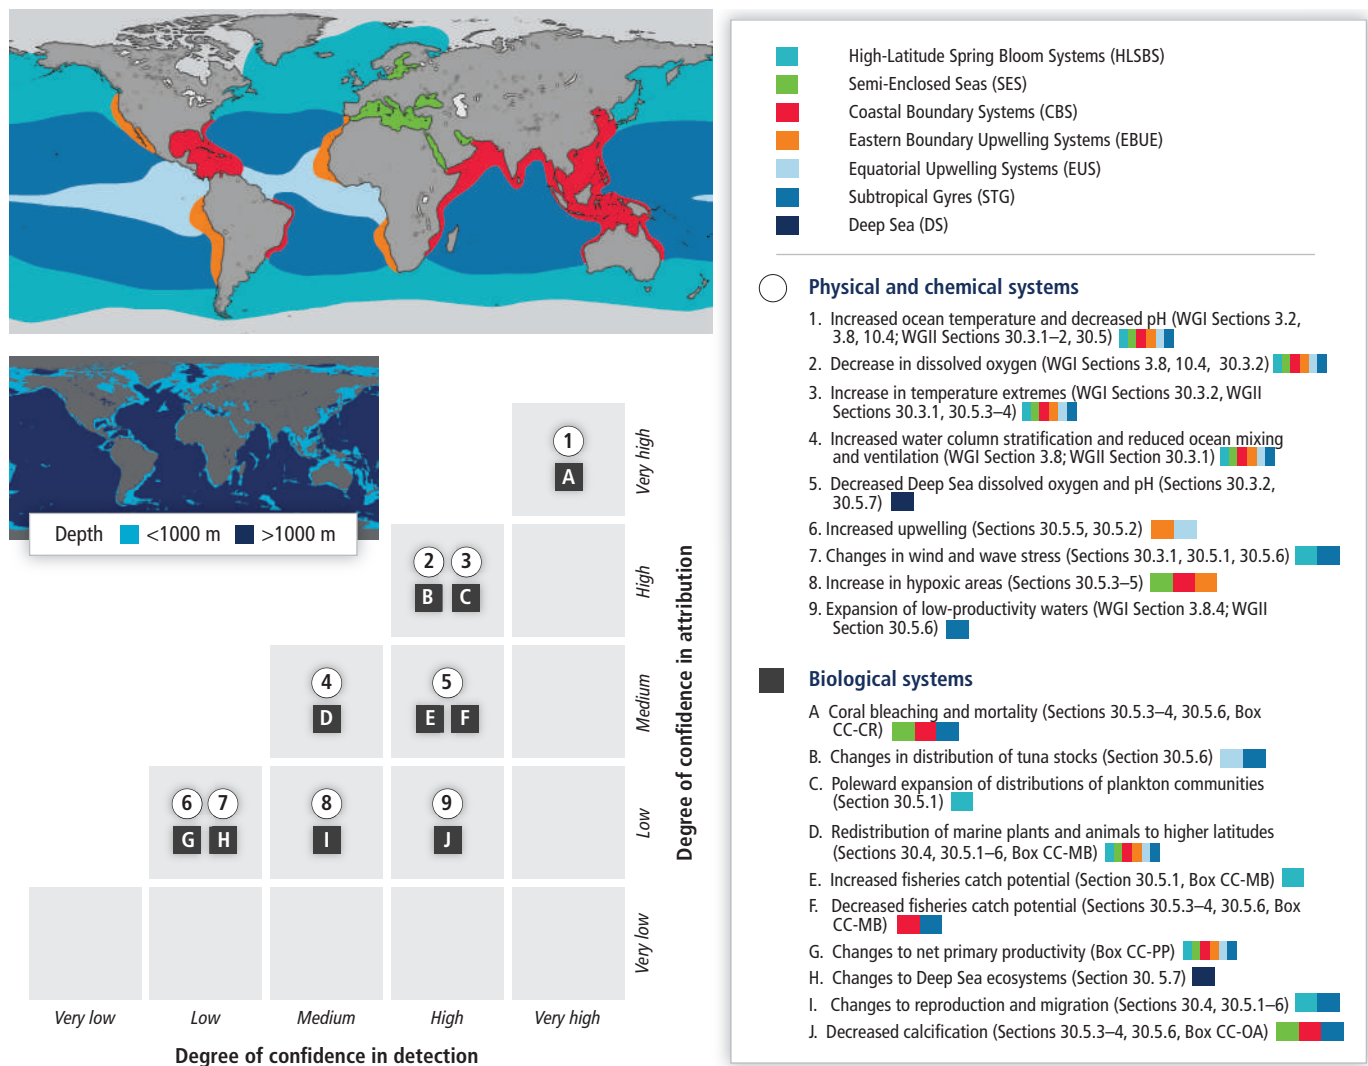 High-Latitude Spring Bloom Systems (HLSBS)
Semi-Enclosed Seas (SES)
Coastal Boundary Systems (CBS)
Eastern Boundary Upwelling Systems (EBUE)
Equatorial Upwelling Systems (EUS)
Subtropical Gyres (STG)
Deep Sea (DS)
Physical and chemical systems
1. Increased ocean temperature and decreased pH (WGI Sections 3.2,
3.8, 10.4; WGII Sections 30.3.1–2, 30.5)
2. Decrease in dissolved oxygen (WGI Sections 3.8, 10.4, 30.3.2)
3. Increase in temperature extremes (WGI Sections 30.3.2, WGII
Sections 30.3.1, 30.5.3–4)
4. Increased water column stratification and reduced ocean mixing
and ventilation (WGI Section 3.8; WGII Section 30.3.1)
5. Decreased Deep Sea dissolved oxygen and pH (Sections 30.3.2,
30.5.7)
6. Increased upwelling (Sections 30.5.5, 30.5.2)
7. Changes in wind and wave stress (Sections 30.3.1, 30.5.1, 30.5.6)
8. Increase in hypoxic areas (Sections 30.5.3–5)
9. Expansion of low-productivity waters (WGI Section 3.8.4; WGII
Section 30.5.6)
Biological systems
A Coral bleaching and mortality (Sections 30.5.3–4, 30.5.6, Box
CC-CR)
B. Changes in distribution of tuna stocks (Section 30.5.6)
C. Poleward expansion of distributions of plankton communities
(Section 30.5.1)
D. Redistribution of marine plants and animals to higher latitudes
(Sections 30.4, 30.5.1–6, Box CC-MB)
E. Increased fisheries catch potential (Section 30.5.1, Box CC-MB)
F. Decreased fisheries catch potential (Sections 30.5.3–4, 30.5.6, Box
CC-MB)
G. Changes to net primary productivity (Box CC-PP)
H. Changes to Deep Sea ecosystems (Section 30. 5.7)
I. Changes to reproduction and migration (Sections 30.4, 30.5.1–6)
J. Decreased calcification (Sections 30.5.3–4, 30.5.6, Box CC-OA)
Depth <1000 m >1000 m
1
A
Very high
2 3
B C
High
4 5
D E F
Medium
6 7 8 9
G H I J
Low
Very low
Degree of confidence in attribution
Very low Low Medium High Very high
Degree of confidence in detection